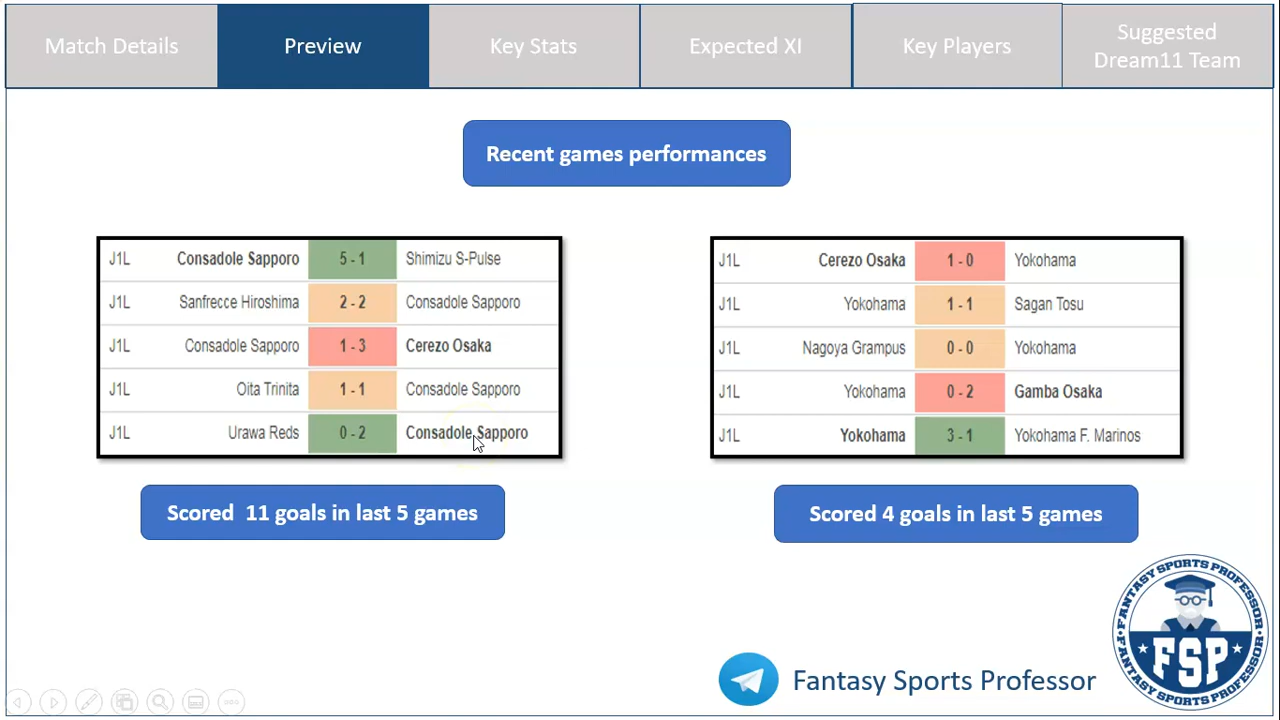 Match Details
Preview
Key Stats
Expected XI
Key Players
Suggested
Dream11 Team
Recent games performances
J1L Consadole Sapporo 5 - 1 Shimizu S-Pulse
J1L Sanfrecce Hiroshima 2 - 2 Consadole Sapporo
J1L Consadole Sapporo 1 - 3 Cerezo Osaka
J1L Oita Trinita 1 - 1 Consadole Sapporo
J1L Urawa Reds 0 - 2 Consadole Sapporo
Scored 11 goals in last 5 games
J1L Cerezo Osaka 1 - 0 Yokohama
J1L Yokohama 1 - 1 Sagan Tosu
J1L Nagoya Grampus 0 - 0 Yokohama
J1L Yokohama 0 - 2 Gamba Osaka
J1L Yokohama 3 - 1 Yokohama F. Marinos
Scored 4 goals in last 5 games
Fantasy Sports Professor
FANTASY SPORTS PROFESSOR
FSP
FANTASY SPORTS PROFESSOR